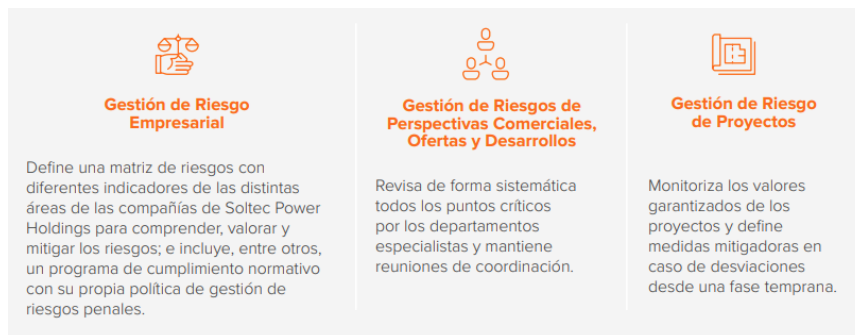 Gestión de Riesgo
Empresarial
Define una matriz de riesgos con
diferentes indicadores de las distintas
áreas de las compañías de Soltec Power
Holdings para comprender, valorar y
mitigar los riesgos; e incluye, entre otros,
un programa de cumplimiento normativo
con su propia política de gestión de
riesgos penales.
Gestión de Riesgos de
Perspectivas Comerciales,
Ofertas y Desarrollos
Revisa de forma sistemática
todos los puntos críticos
por los departamentos
especialistas y mantiene
reuniones de coordinación.
Gestión de Riesgo
de Proyectos
Monitoriza los valores
garantizados de los
proyectos y define
medidas mitigadoras en
caso de desviaciones
desde una fase temprana.